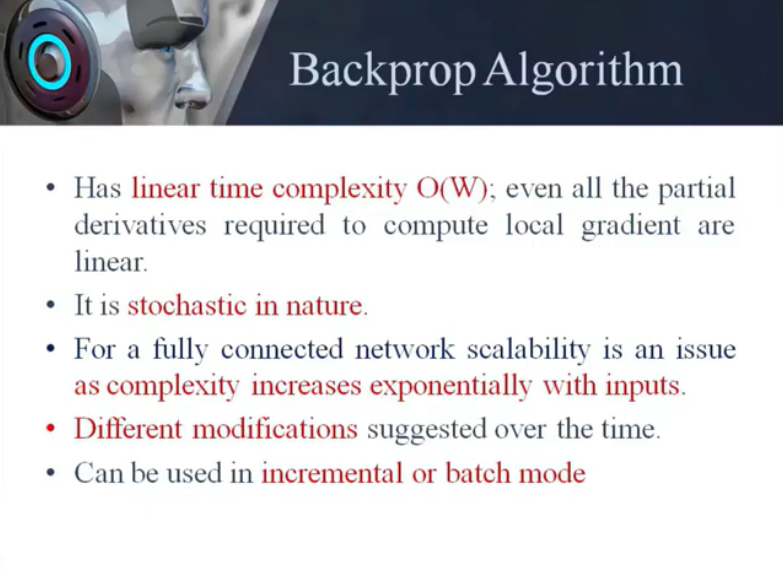 Backprop Algorithm
• Has linear time complexity O(W); even all the partial
derivatives required to compute local gradient are
linear.
• It is stochastic in nature.
• For a fully connected network scalability is an issue
as complexity increases exponentially with inputs.
• Different modifications suggested over the time.
• Can be used in incremental or batch mode